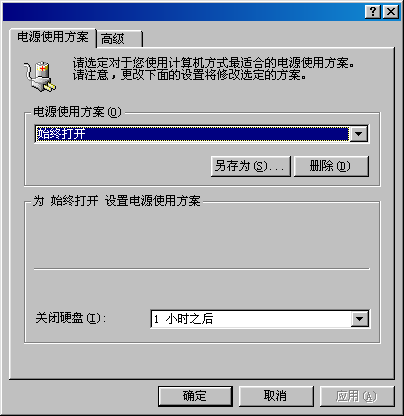 电源使用方案 高级
请选定对于您使用计算机方式最适合的电源使用方案。
请注意，更改下面的设置将修改选定的方案。
电源使用方案(O)
始终打开
另存为(S)... 删除(D)
为 始终打开 设置电源使用方案
关闭硬盘(I): 1 小时之后
确定 取消 应用(A)